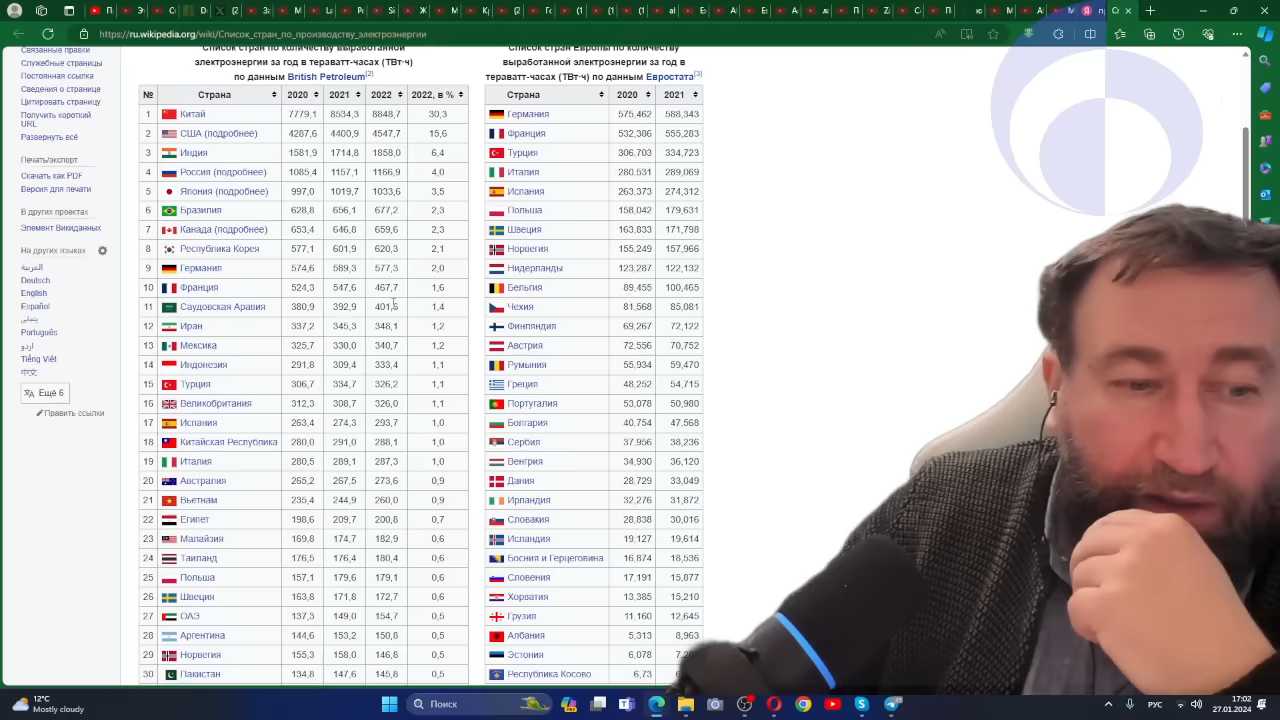 https://ru.wikipedia.org/wiki/Список_стран_по_производству_электроэнергии
Связанные правки
Служебные страницы
Постоянная ссылка
Сведения о странице
Цитировать страницу
Получить короткий
URL
Развернуть всё
Печать/экспорт
Скачать как PDF
Версия для печати
В других проектах
Элемент Викиданных
На других языках
العربية
Deutsch
English
Español
پنجابی
Português
اردو
Tiếng Việt
中文
Ещё 6
Править ссылки
Список стран по количеству выработанной
электроэнергии за год в тераватт-часах (ТВт·ч)
по данным British Petroleum[2]
№ Страна 2020 2021 2022 2022, в %
1 Китай 7779,1 8534,3 8848,7 30,3
2 США (подробнее) 4287,6 4400,9 4547,7 15,6
3 Индия 1581,9 1714,8 1858,0 6,4
4 Россия (подробнее) 1085,4 1157,1 1166,9 4,0
5 Япония (подробнее) 997,0 1019,7 1033,6 3,5
6 Бразилия 628,8 656,1 677,2 2,3
7 Канада (подробнее) 653,4 646,8 659,6 2,3
8 Республика Корея 577,1 601,9 620,3 2,1
9 Германия 574,6 589,3 577,3 2,0
10 Франция 524,3 547,6 467,7 1,6
11 Саудовская Аравия 380,9 392,9 1,4
12 Иран 337,2 345,3 348,1 1,2
13 Мексика 325,7 330,0 340,7 1,2
14 Индонезия 291,8 309,4 333,4 1,1
15 Турция 306,7 334,7 326,2 1,1
16 Великобритания 312,3 308,7 326,0 1,1
17 Испания 263,4 274,3 293,7 1,0
18 Китайская Республика 280,0 291,0 288,1 1,0
19 Италия 280,5 289,1 287,3 1,0
20 Австралия 265,2 267,5 273,6 0,9
21 Вьетнам 235,4 244,9 260,0 0,9
22 Египет 198,6 209,7 200,8 0,7
23 Малайзия 169,8 174,7 182,9 0,6
24 Таиланд 176,5 176,4 180,4 0,6
25 Польша 157,1 179,6 179,1 0,6
26 Швеция 163,8 171,8 172,7 0,6
27 ОАЭ 137,3 149,0 154,7 0,5
28 Аргентина 144,6 153,2 150,8 0,5
29 Норвегия 155,3 158,0 146,8 0,5
30 Пакистан 134,8 147,6 145,8 0,5
Список стран Европы по количеству
выработанной электроэнергии за год в
тераватт-часах (ТВт·ч) по данным Евростата[3]
Страна 2020 2021
Германия 575,462 588,343
Франция 532,386 555,283
Турция 306,703 334,723
Италия 280,531 289,069
Испания 263,373 274,312
Польша 158,042 179,631
Швеция 163,833 171,798
Норвегия 155,249 157,966
Нидерланды 123,287 122,132
Бельгия 89,455 100,465
Чехия 81,568 85,081
Финляндия 69,267 72,122
Австрия 72,556 70,752
Румыния 55,934 59,470
Греция 48,252 54,715
Португалия 53,078 50,980
Болгария 40,754 47,568
Сербия 37,956 38,236
Венгрия 34,930 36,120
Дания 28,729 33,049
Ирландия 32,276 31,872
Словакия 28,838 30,016
Исландия 19,127 19,614
Босния и Герцеговина 16,874 18,536
Словения 17,191 15,877
Хорватия 13,385 15,210
Грузия 11,160 12,645
Албания 5,313 8,963
Эстония 6,078
Республика Косово 6,73
12°C
Mostly cloudy
Поиск
РУС
17:02
27.01.2024